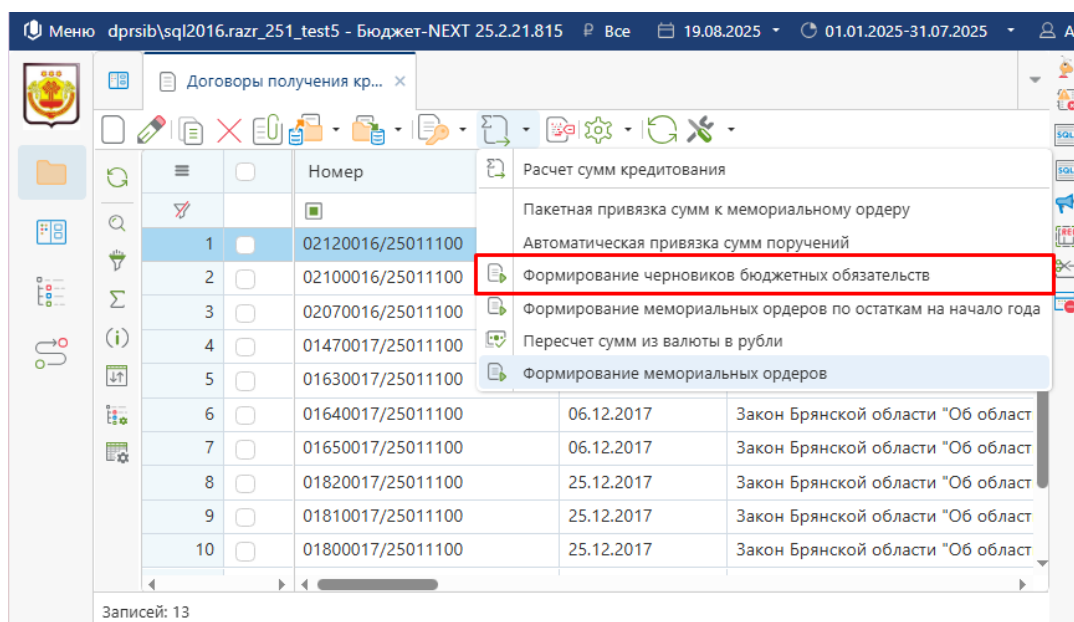 Меню dprsib\sql2016.razr_251_test5 - Бюджет-NEXT 25.2.21.815 ₽ Все 19.08.2025 01.01.2025-31.07.2025 А
Договоры получения кр... ×
Номер
Расчет сумм кредитования
Пакетная привязка сумм к мемориальному ордеру
Автоматическая привязка сумм поручений
Формирование черновиков бюджетных обязательств
Формирование мемориальных ордеров по остаткам на начало года
Пересчет сумм из валюты в рубли
Формирование мемориальных ордеров
1 02120016/25011100
2 02100016/25011100
3 02070016/25011100
4 01470017/25011100
5 01630017/25011100
6 01640017/25011100 06.12.2017 Закон Брянской области "Об област
7 01650017/25011100 06.12.2017 Закон Брянской области "Об област
8 01820017/25011100 25.12.2017 Закон Брянской области "Об област
9 01810017/25011100 25.12.2017 Закон Брянской области "Об област
10 01800017/25011100 25.12.2017 Закон Брянской области "Об област
Записей: 13
SQL
SQL